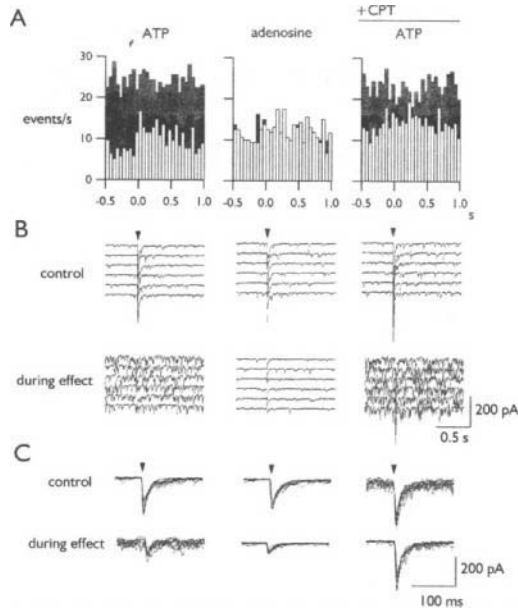 A
+CPT
ATP adenosine ATP
30
20
events/s
10
0
-0.5 0.0 0.5 1.0 -0.5 0.0 0.5 1.0 -0.5 0.0 0.5 1.0
s
B
control
during effect
200 pA
0.5 s
C
control
during effect
200 pA
100 ms